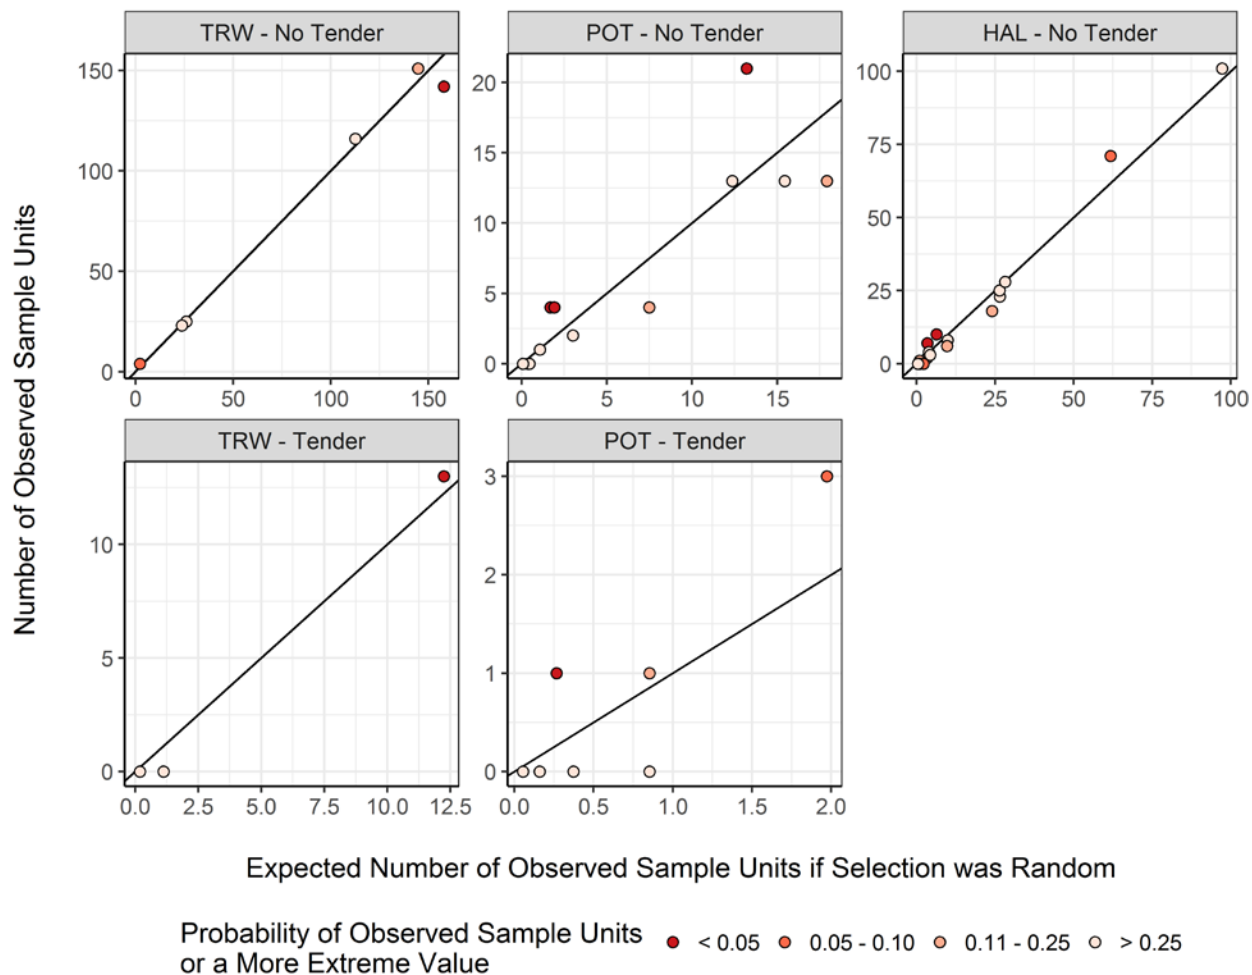 TRW - No Tender
POT - No Tender
HAL - No Tender
150
100
50
0
0 50 100 150
20
15
10
5
0
0 5 10 15
100
75
50
25
0
0 25 50 75 100
TRW - Tender
POT - Tender
10
5
0
0.0 2.5 5.0 7.5 10.0 12.5
3
2
1
0
0.0 0.5 1.0 1.5 2.0
Number of Observed Sample Units
Expected Number of Observed Sample Units if Selection was Random
Probability of Observed Sample Units
or a More Extreme Value
< 0.05 0.05 - 0.10 0.11 - 0.25 > 0.25